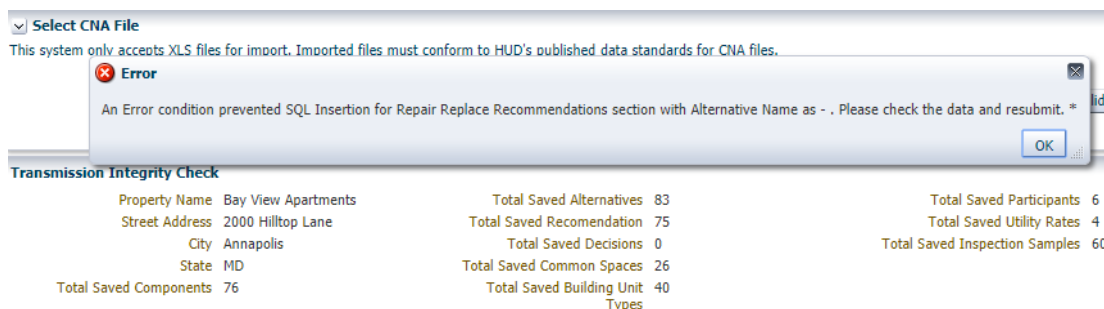 Select CNA File
This system only accepts XLS files for import. Imported files must conform to HUD's published data standards for CNA files.
Error
An Error condition prevented SQL Insertion for Repair Replace Recommendations section with Alternative Name as - . Please check the data and resubmit. *
lid
OK
Transmission Integrity Check
Property Name Bay View Apartments Total Saved Alternatives 83 Total Saved Participants 6
Street Address 2000 Hilltop Lane Total Saved Recomendation 75 Total Saved Utility Rates 4
City Annapolis Total Saved Decisions 0 Total Saved Inspection Samples 60
State MD Total Saved Common Spaces 26
Total Saved Components 76 Total Saved Building Unit 40
Types